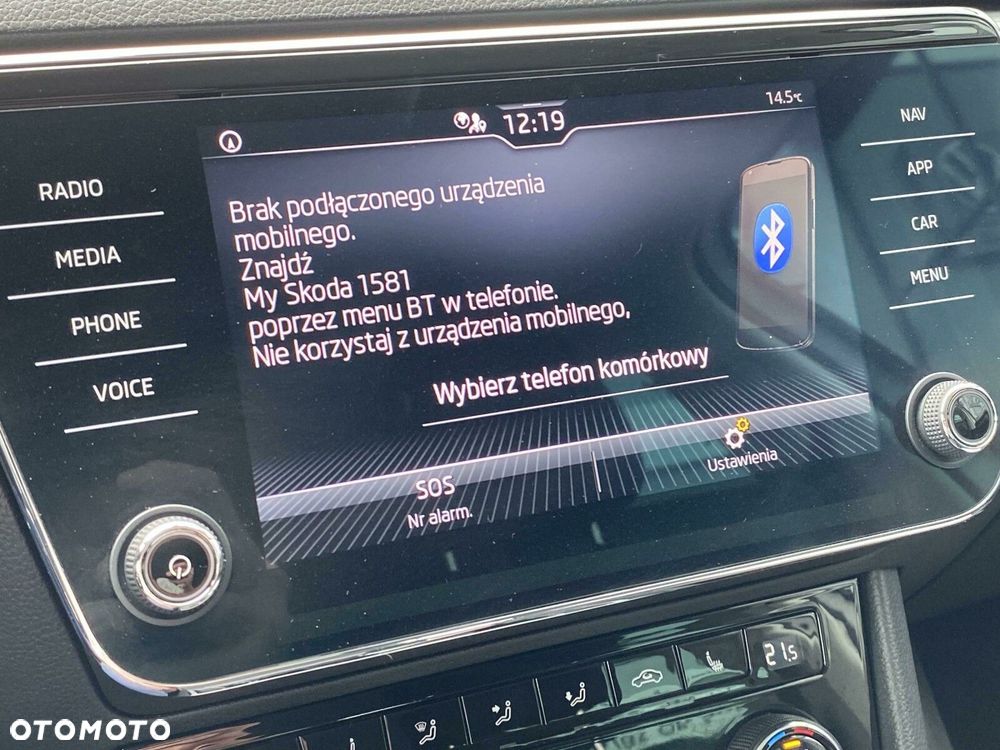 14.5°C
12:19
RADIO
MEDIA
PHONE
VOICE
NAV
APP
CAR
MENU
Brak podłączonego urządzenia
mobilnego.
Znajdź
My Skoda 1581
poprzez menu BT w telefonie.
Nie korzystaj z urządzenia mobilnego,
Wybierz telefon komórkowy
SOS
Nr alarm.
Ustawienia
21.5
OTOMOTO